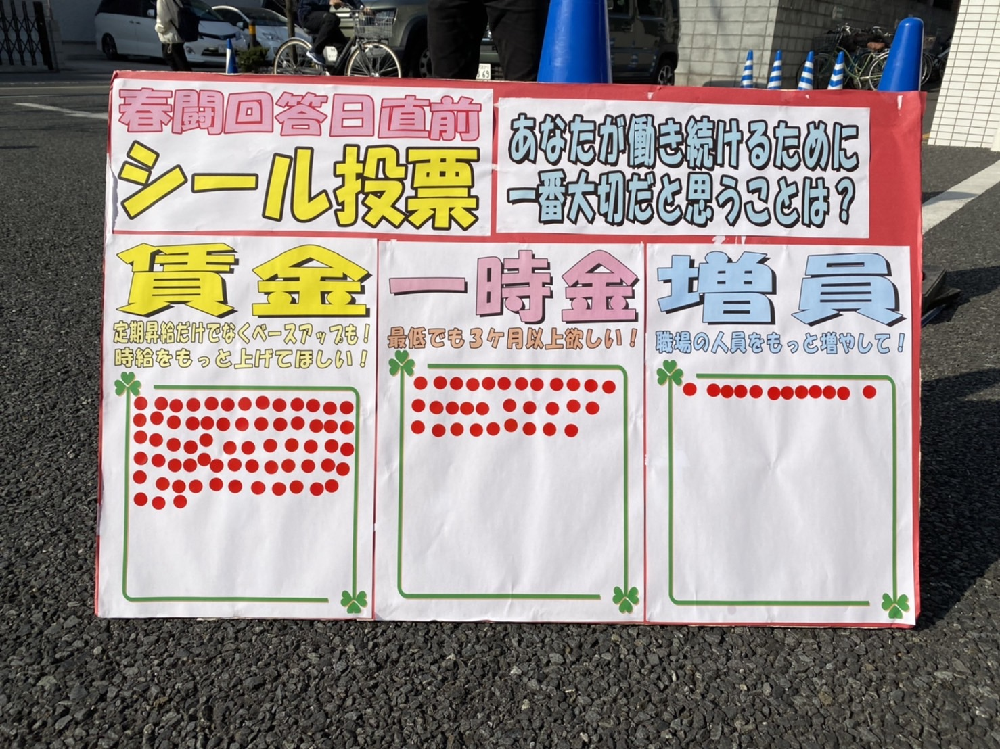 春闘回答日直前
シール投票
あなたが働き続けるために
一番大切だと思うことは？
賃金
定期昇給だけでなくベースアップも！
時給をもっと上げてほしい！
一時金
最低でも３ケ月以上欲しい！
増員
職場の人員をもっと増やして！